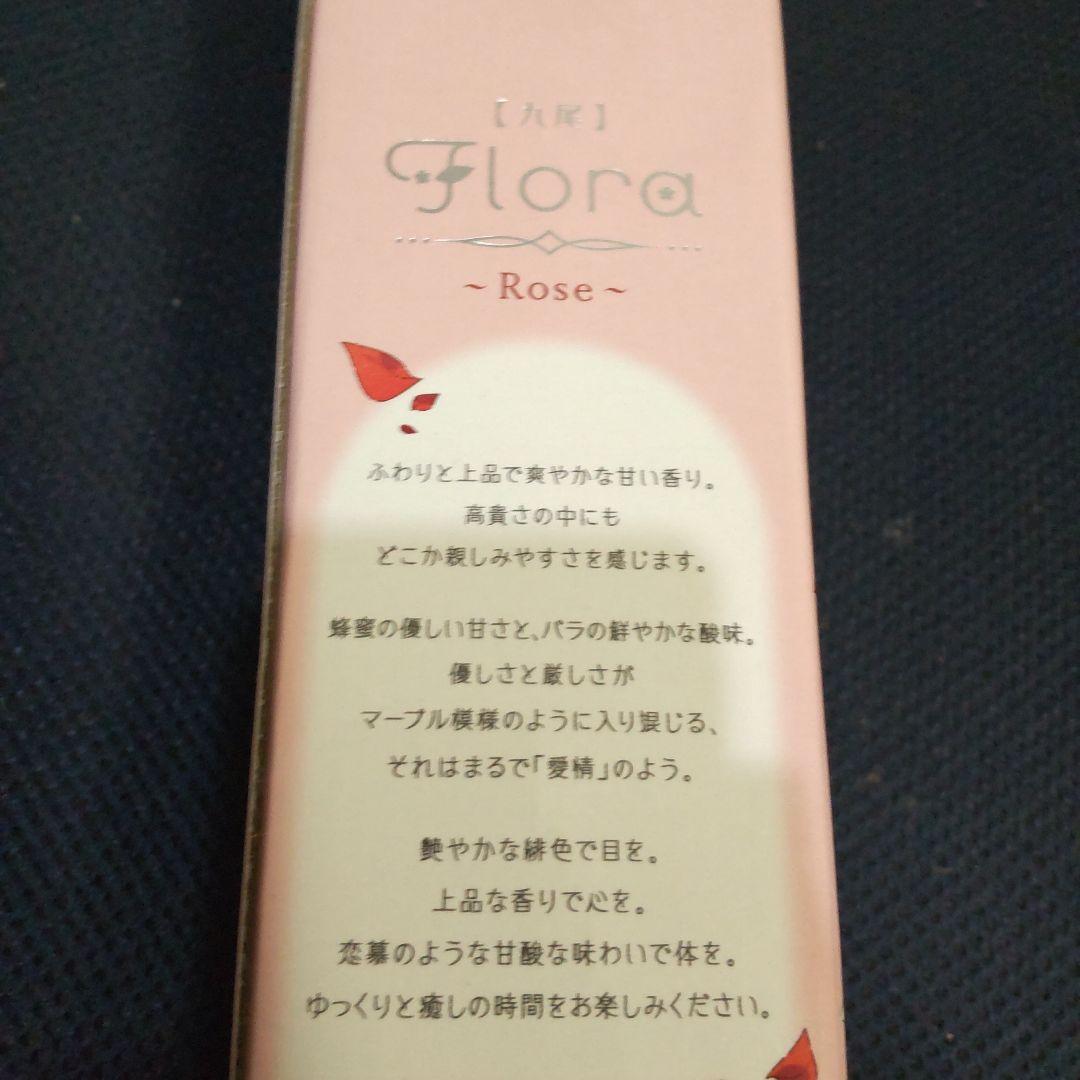 【九尾】
Flora
～Rose～
ふわりと上品で爽やかな甘い香り。
高貴さの中にも
どこか親しみやすさを感じます。
蜂蜜の優しい甘さと、バラの鮮やかな酸味。
優しさと厳しさが
マーブル模様のように入り混じる、
それはまるで「愛情」のよう。
艶やかな緋色で目を。
上品な香りで心を。
恋慕のような甘酸な味わいで体を。
ゆっくりと癒しの時間をお楽しみください。